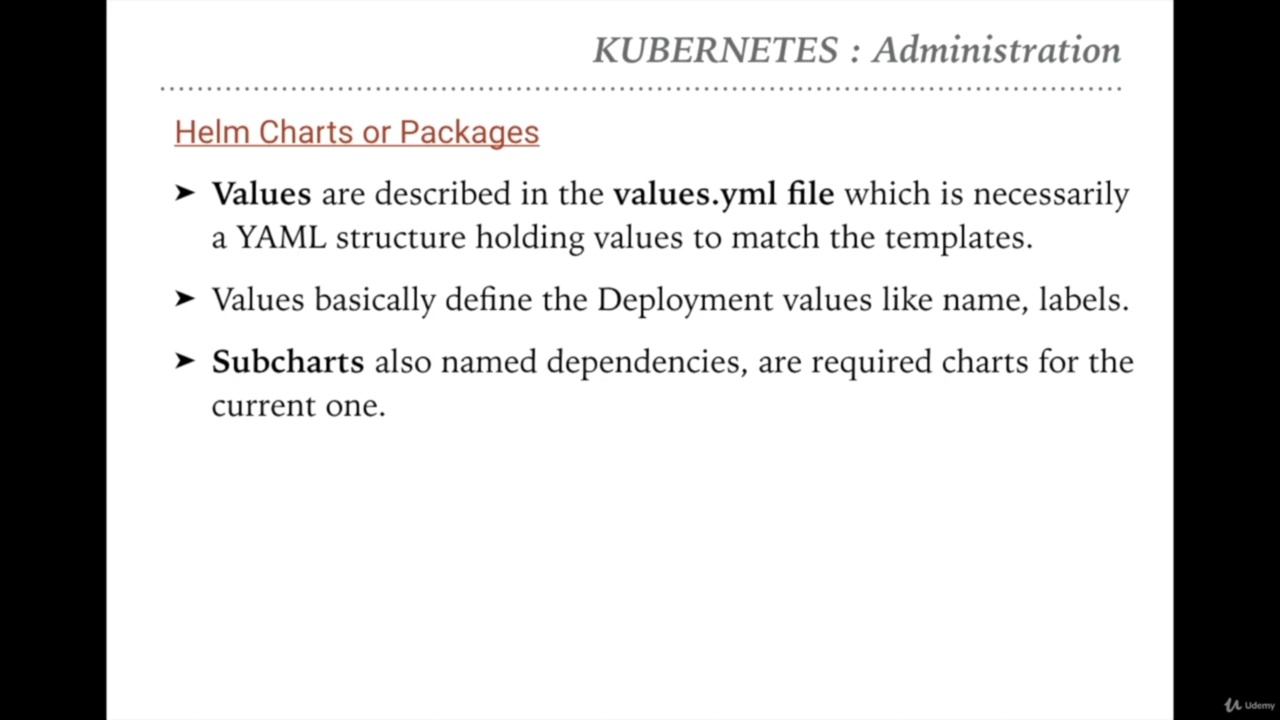 KUBERNETES : Administration
Helm Charts or Packages
➤ Values are described in the values.yml file which is necessarily
a YAML structure holding values to match the templates.
➤ Values basically define the Deployment values like name, labels.
➤ Subcharts also named dependencies, are required charts for the
current one.
Udemy